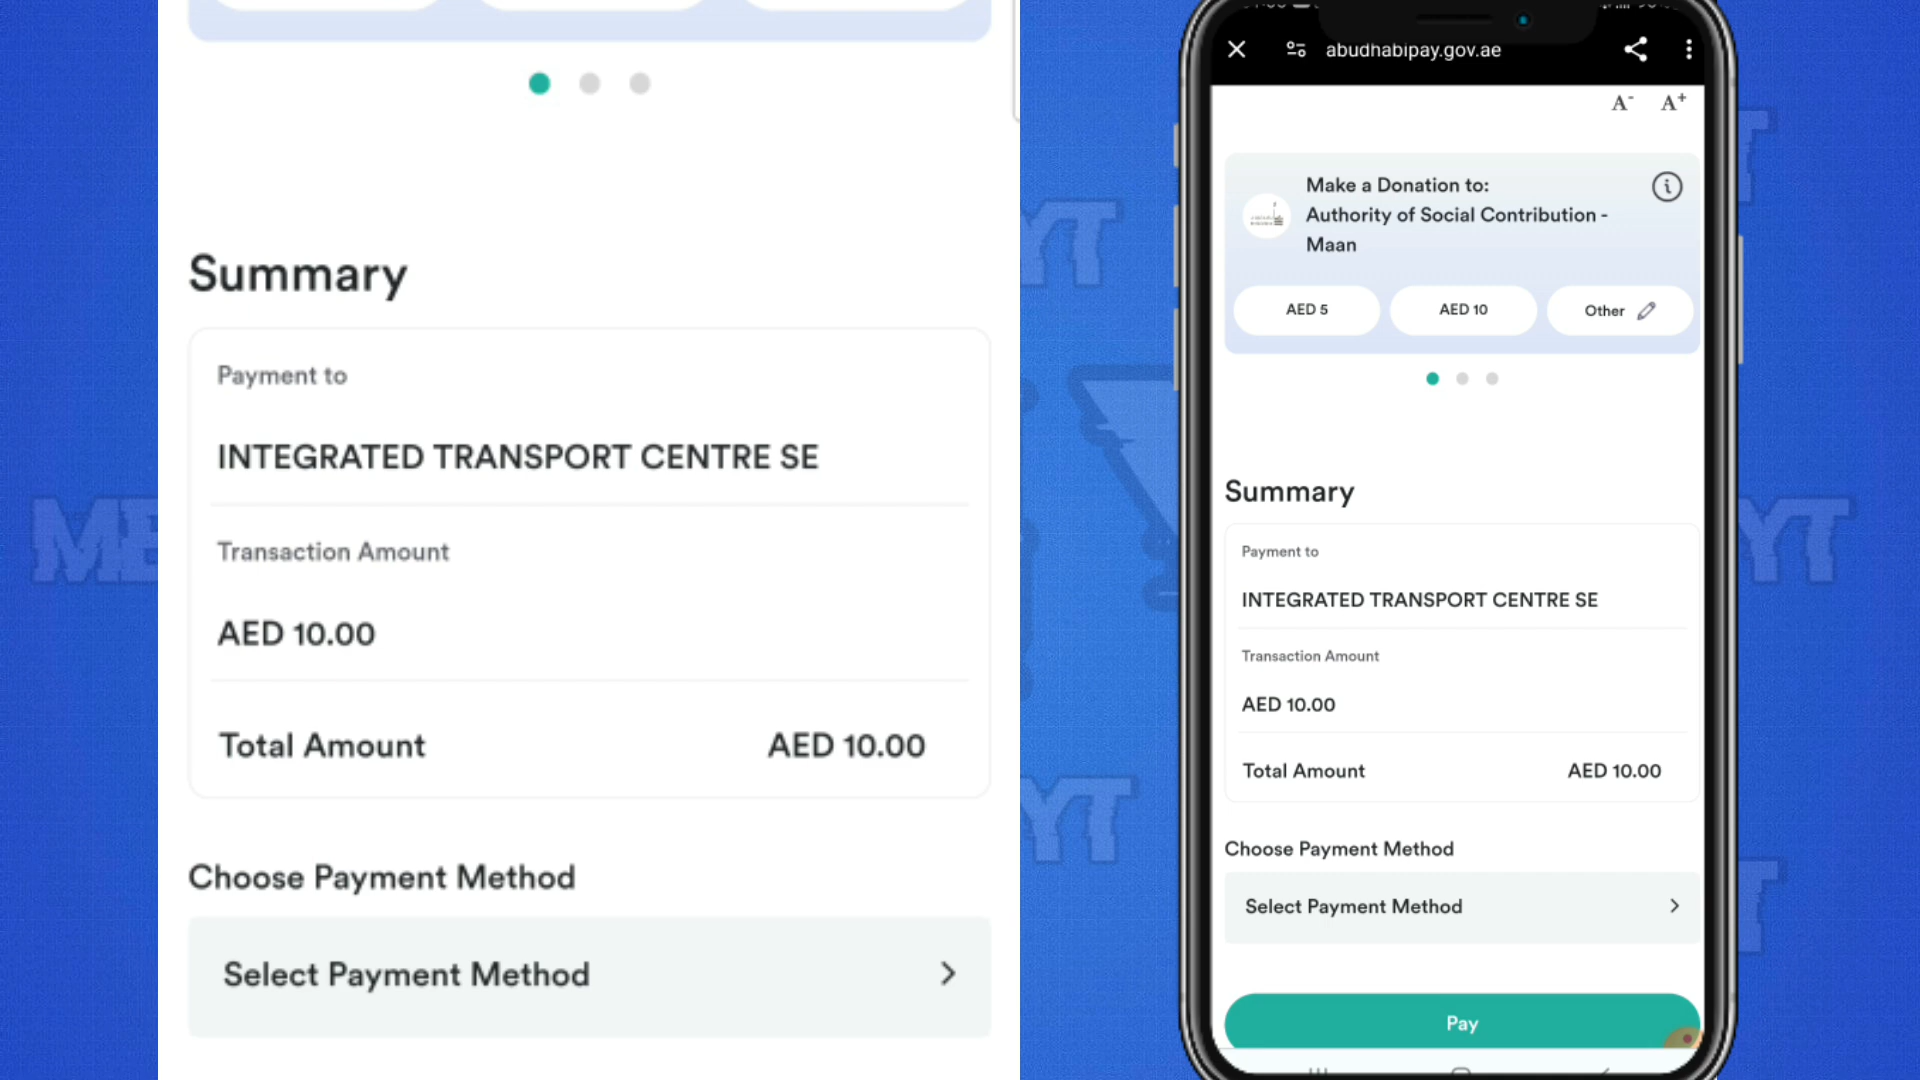 Summary
Payment to
INTEGRATED TRANSPORT CENTRE SE
Transaction Amount
AED 10.00
Total Amount AED 10.00
Choose Payment Method
Select Payment Method
abudhabipay.gov.ae
A- A+
Make a Donation to:
Authority of Social Contribution -
Maan
AED 5 AED 10 Other
Summary
Payment to
INTEGRATED TRANSPORT CENTRE SE
Transaction Amount
AED 10.00
Total Amount AED 10.00
Choose Payment Method
Select Payment Method
Pay
YT
YT
YT